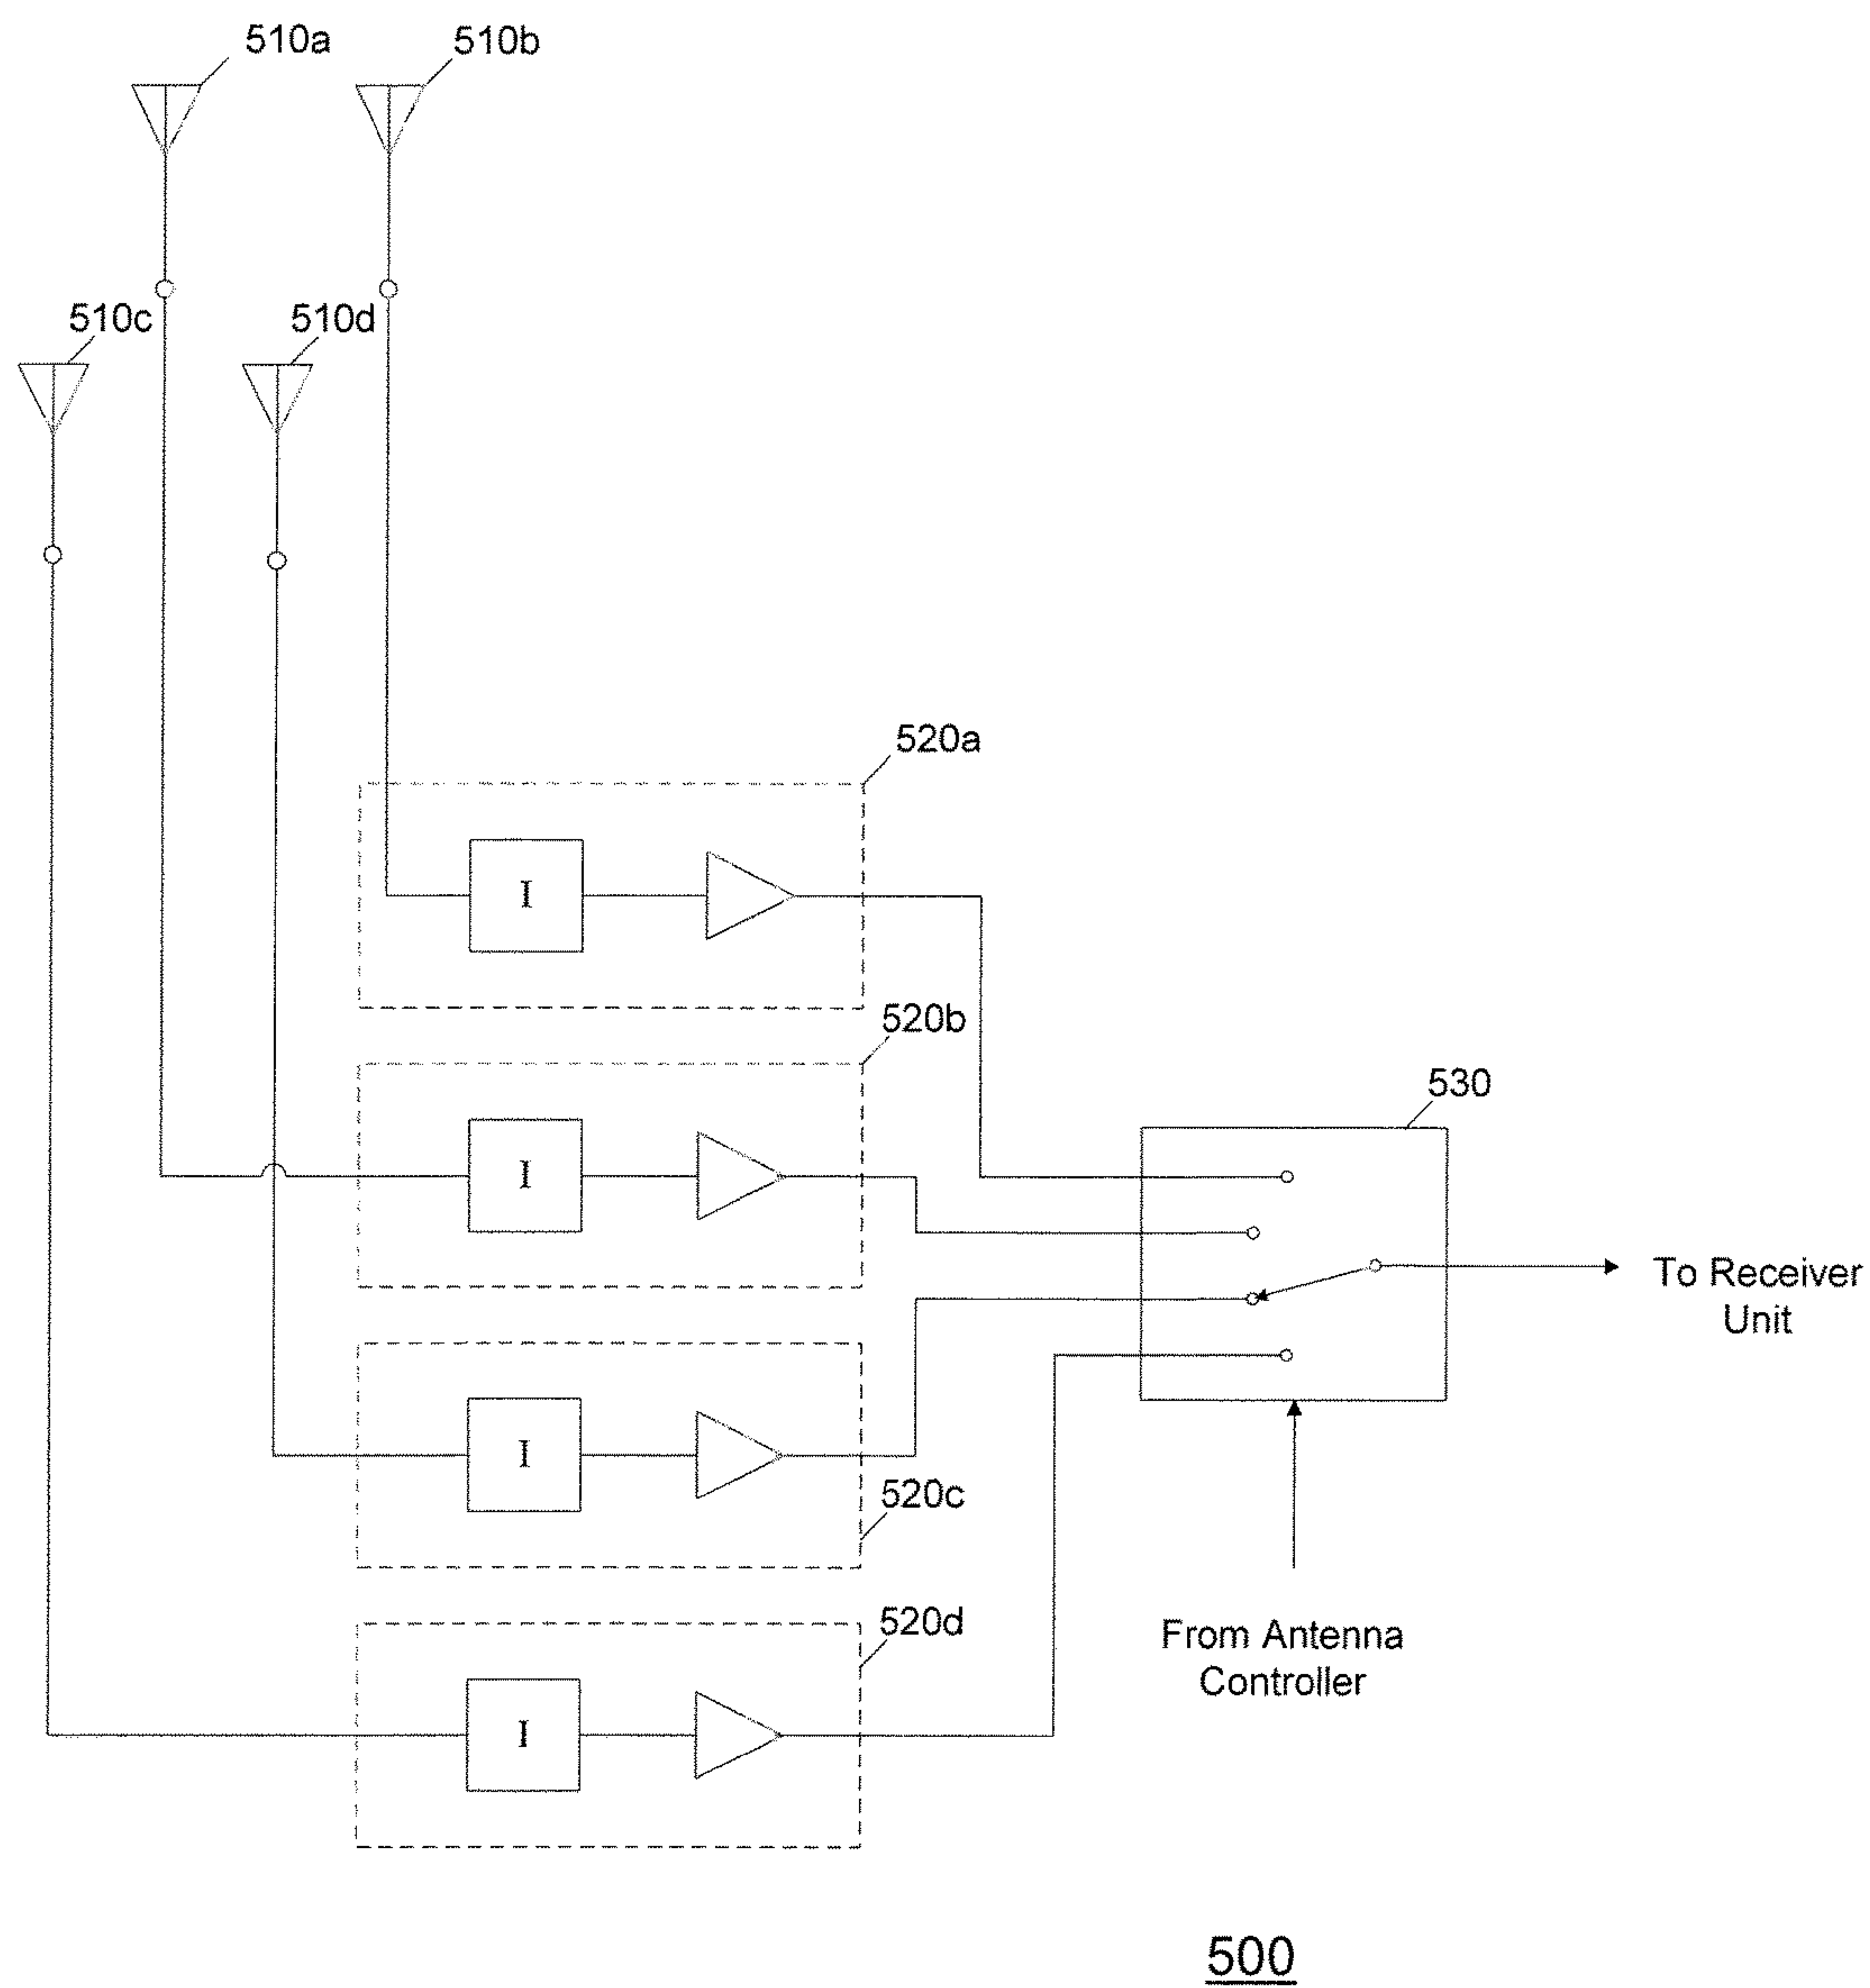 510a
510b
510c
510d
520a
I
520b
I
530
To Receiver
Unit
I
520c
520d
I
From Antenna
Controller
500